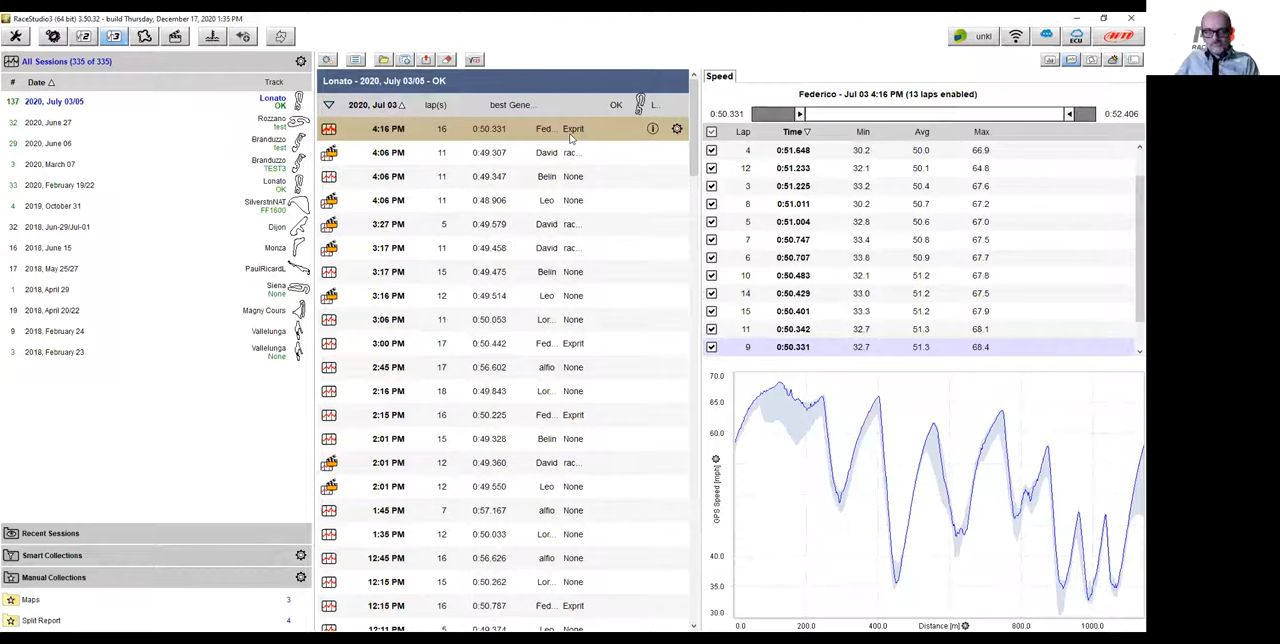 RaceStudio3 (64 bit) 3.50.32 - build Thursday, December 17, 2020 1:35 PM
2 3 unki ECU
All Sessions (335 of 335)
# Date Track
137 2020, July 03/05 Lonato OK
32 2020, June 27 Rozzano test
29 2020, June 06 Branduzzo test
3 2020, March 07 Branduzzo TEST3
33 2020, February 19/22 Lonato OK
4 2019, October 31 SilverstnNAT FF1600
32 2018, Jun-29/Jul-01 Dijon
16 2018, June 15 Monza
17 2018, May 25/27 PaulRicardL
1 2018, April 29 Siena None
19 2018, April 20/22 Magny Cours
9 2018, February 24 Vallelunga
3 2018, February 23 Vallelunga None
Recent Sessions
Smart Collections
Manual Collections
Maps 3
Split Report 4
Lonato - 2020, July 03/05 - OK
2020, Jul 03 lap(s) best Gene... OK L...
4:16 PM 16 0:50.331 Fed... Exprit
4:06 PM 11 0:49.307 David rac...
4:06 PM 11 0:49.347 Belin None
4:06 PM 11 0:48.906 Leo None
3:27 PM 5 0:49.579 David rac...
3:17 PM 11 0:49.458 David rac...
3:17 PM 15 0:49.475 Belin None
3:16 PM 12 0:49.514 Leo None
3:06 PM 11 0:50.053 Lor... None
3:00 PM 17 0:50.442 Fed... Exprit
2:45 PM 17 0:56.602 alfio None
2:16 PM 18 0:49.843 Lor... None
2:15 PM 16 0:50.225 Fed... Exprit
2:01 PM 15 0:49.328 Belin None
2:01 PM 12 0:49.360 David rac...
2:01 PM 12 0:49.550 Leo None
1:45 PM 7 0:57.167 alfio None
1:35 PM 12 0:50.033 Lor... None
12:45 PM 16 0:56.626 alfio None
12:15 PM 15 0:50.262 Lor... None
12:15 PM 16 0:50.787 Fed... Exprit
12:11 PM 5 0:49.374 Lor... None
Speed
Federico - Jul 03 4:16 PM (13 laps enabled)
0:50.331 0:52.406
Lap Time Min Avg Max
4 0:51.648 30.2 50.0 66.9
12 0:51.233 32.1 50.1 64.8
3 0:51.225 33.2 50.4 67.6
8 0:51.011 30.2 50.7 67.2
5 0:51.004 32.8 50.6 67.0
7 0:50.747 33.4 50.8 67.5
6 0:50.707 33.8 50.9 67.7
10 0:50.483 32.1 51.2 67.8
14 0:50.429 33.0 51.2 67.5
15 0:50.401 33.3 51.2 67.9
11 0:50.342 32.7 51.3 68.1
9 0:50.331 32.7 51.3 68.4
70.0
65.0
60.0
GPS Speed [mph]
40.0
35.0
30.0
0.0 200.0 400.0 600.0 800.0 1000.0
Distance [m]